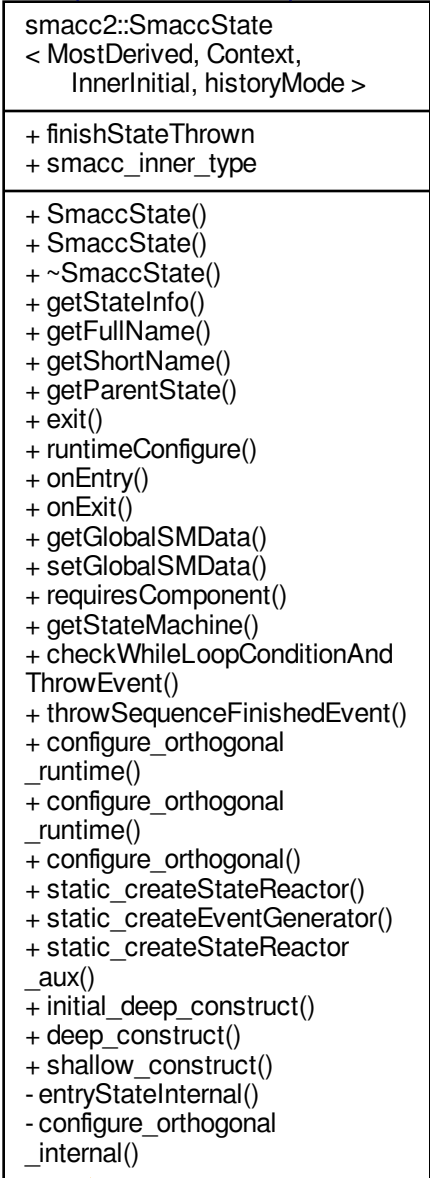 smacc2::SmaccState
< MostDerived, Context,
InnerInitial, historyMode >
+ finishStateThrown
+ smacc_inner_type
+ SmaccState()
+ SmaccState()
+ ~SmaccState()
+ getStateInfo()
+ getFullName()
+ getShortName()
+ getParentState()
+ exit()
+ runtimeConfigure()
+ onEntry()
+ onExit()
+ getGlobalSMData()
+ setGlobalSMData()
+ requiresComponent()
+ getStateMachine()
+ checkWhileLoopConditionAnd
ThrowEvent()
+ throwSequenceFinishedEvent()
+ configure_orthogonal
_runtime()
+ configure_orthogonal
_runtime()
+ configure_orthogonal()
+ static_createStateReactor()
+ static_createEventGenerator()
+ static_createStateReactor
_aux()
+ initial_deep_construct()
+ deep_construct()
+ shallow_construct()
- entryStateInternal()
- configure_orthogonal
_internal()